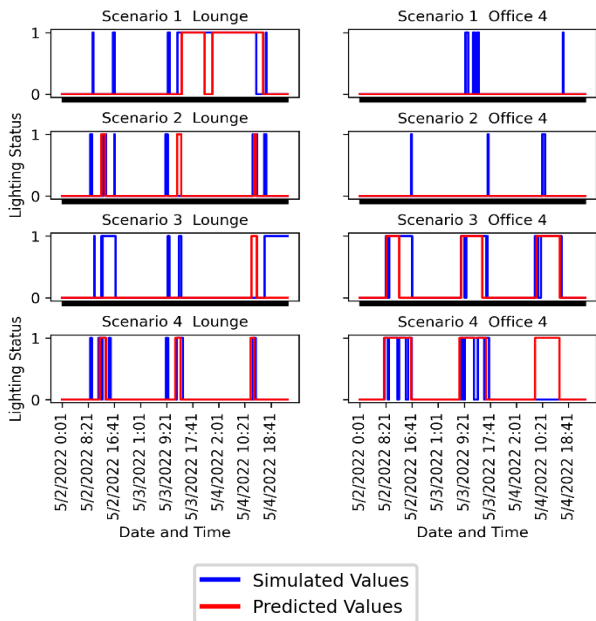 Scenario 1  Lounge
Scenario 1  Office 4
1
0
Scenario 2  Lounge
Scenario 2  Office 4
1
0
Lighting Status
Scenario 3  Lounge
Scenario 3  Office 4
1
0
Scenario 4  Lounge
Scenario 4  Office 4
1
0
Lighting Status
5/2/2022 0:01
5/2/2022 8:21
5/2/2022 16:41
5/3/2022 1:01
5/3/2022 9:21
5/3/2022 17:41
5/4/2022 2:01
5/4/2022 10:21
5/4/2022 18:41
5/2/2022 0:01
5/2/2022 8:21
5/2/2022 16:41
5/3/2022 1:01
5/3/2022 9:21
5/3/2022 17:41
5/4/2022 2:01
5/4/2022 10:21
5/4/2022 18:41
Date and Time
Date and Time
Simulated Values
Predicted Values